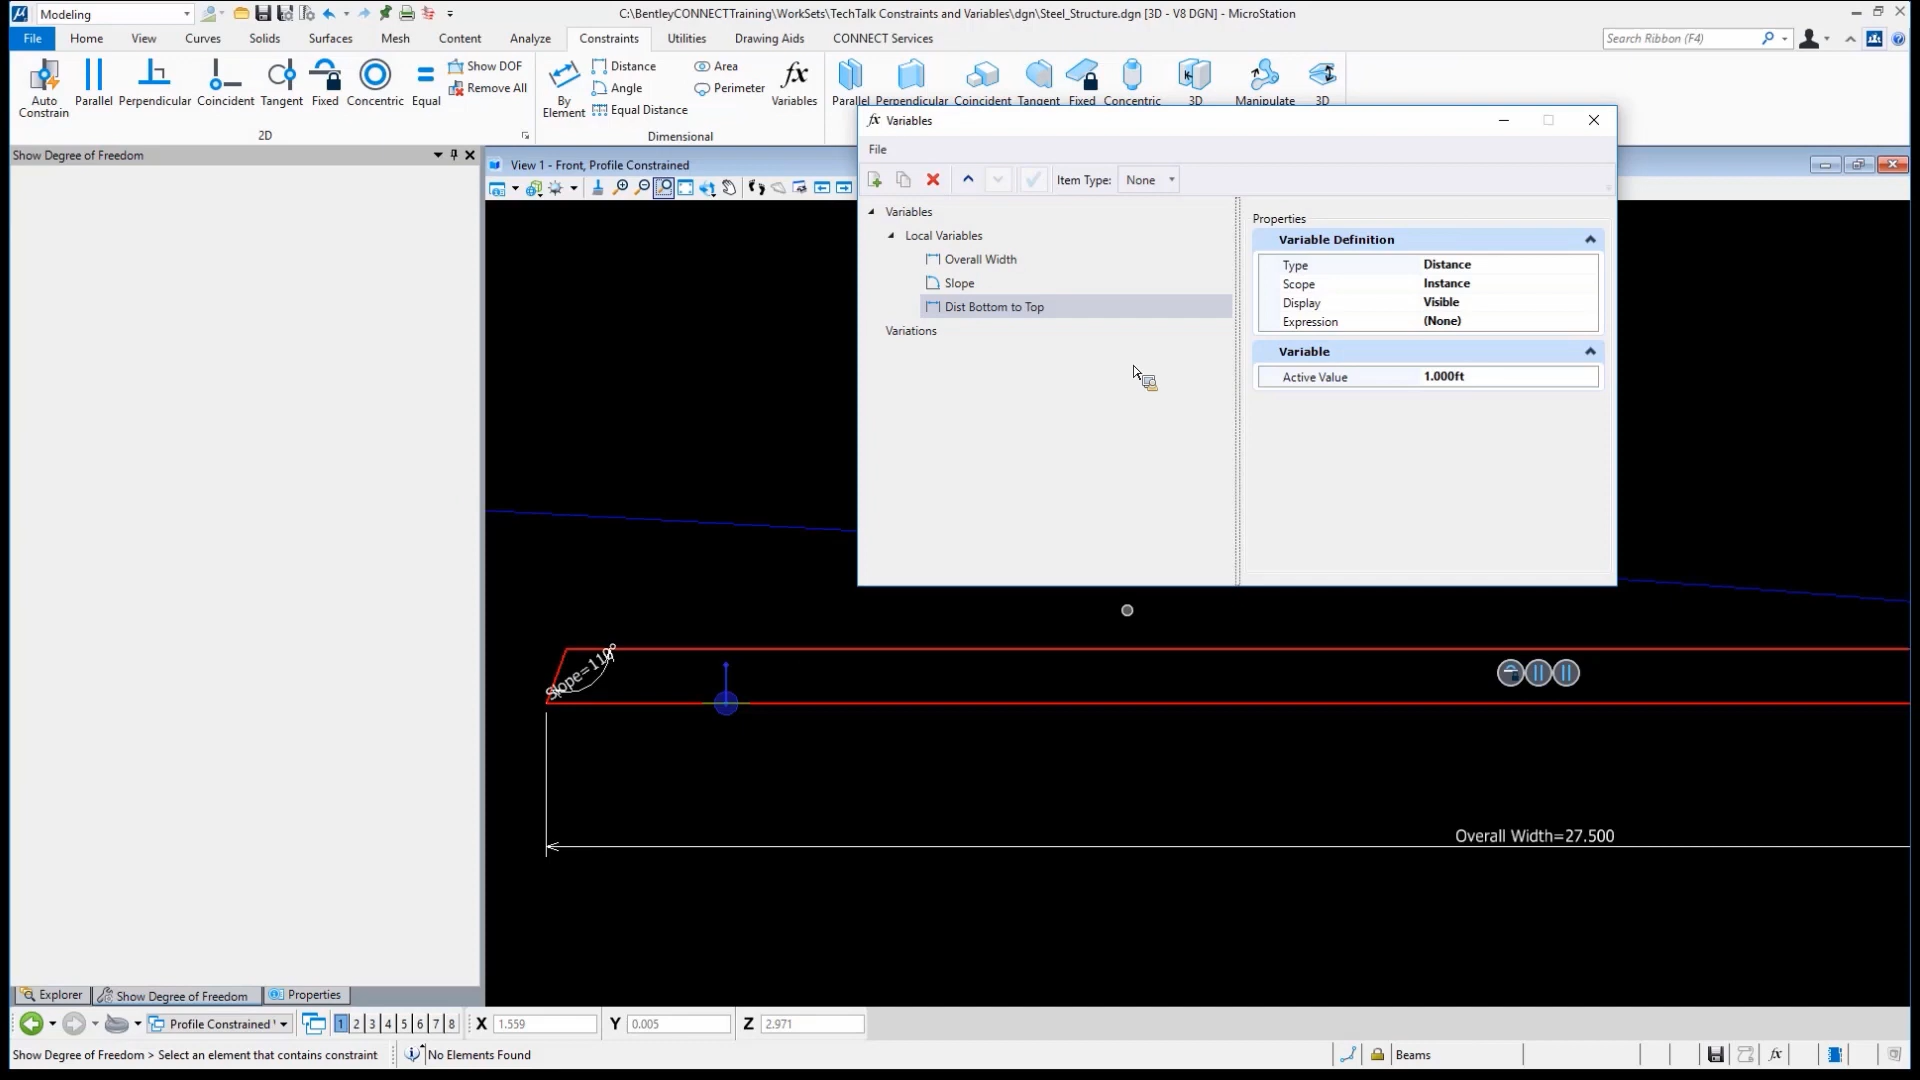 Modeling
C:\BentleyCONNECTTraining\WorkSets\TechTalk Constraints and Variables\dgn\Steel_Structure.dgn [3D - V8 DGN] - MicroStation
File Home View Curves Solids Surfaces Mesh Content Analyze Constraints Utilities Drawing Aids CONNECT Services
Search Ribbon (F4)
Auto Constrain
Parallel
Perpendicular
Coincident
Tangent
Fixed
Concentric
Equal
Show DOF
Remove All
2D
By Element
Distance
Angle
Equal Distance
Area
Perimeter
fx
Variables
Dimensional
Parallel
Perpendicular
Coincident
Tangent
Fixed
Concentric
3D
Manipulate
3D
Show Degree of Freedom
View 1 - Front, Profile Constrained
fx Variables
File
Item Type: None
Variables
Local Variables
Overall Width
Slope
Dist Bottom to Top
Variations
Properties
Variable Definition
Type Distance
Scope Instance
Display Visible
Expression (None)
Variable
Active Value 1.000ft
Slope=110°
Overall Width=27.500
Explorer Show Degree of Freedom Properties
Profile Constrained ' 1 2 3 4 5 6 7 8 X 1.559 Y 0.005 Z 2.971
Show Degree of Freedom > Select an element that contains constraint No Elements Found Beams fx